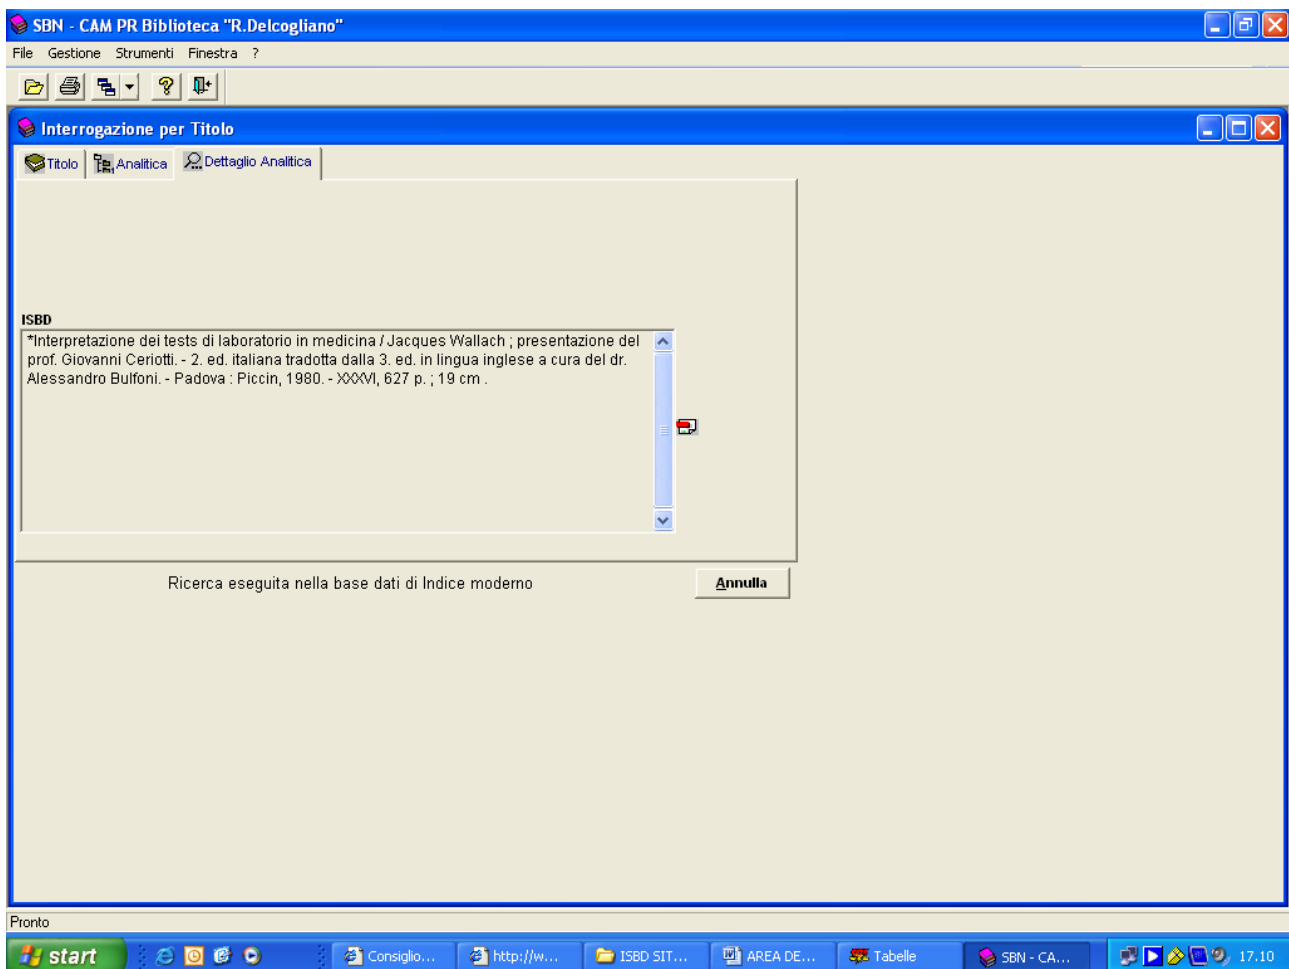 SBN - CAM PR Biblioteca "R.Delcogliano"
File Gestione Strumenti Finestra ?
Interrogazione per Titolo
Titolo Analitica Dettaglio Analitica
ISBD
*Interpretazione dei tests di laboratorio in medicina / Jacques Wallach ; presentazione del
prof. Giovanni Ceriotti. - 2. ed. italiana tradotta dalla 3. ed. in lingua inglese a cura del dr.
Alessandro Bulfoni. - Padova : Piccin, 1980. - XXXVI, 627 p. ; 19 cm .
Ricerca eseguita nella base dati di Indice moderno Annulla
Pronto
start Consiglio... http://w... ISBD SIT... AREA DE... Tabelle SBN - CA... 17.10